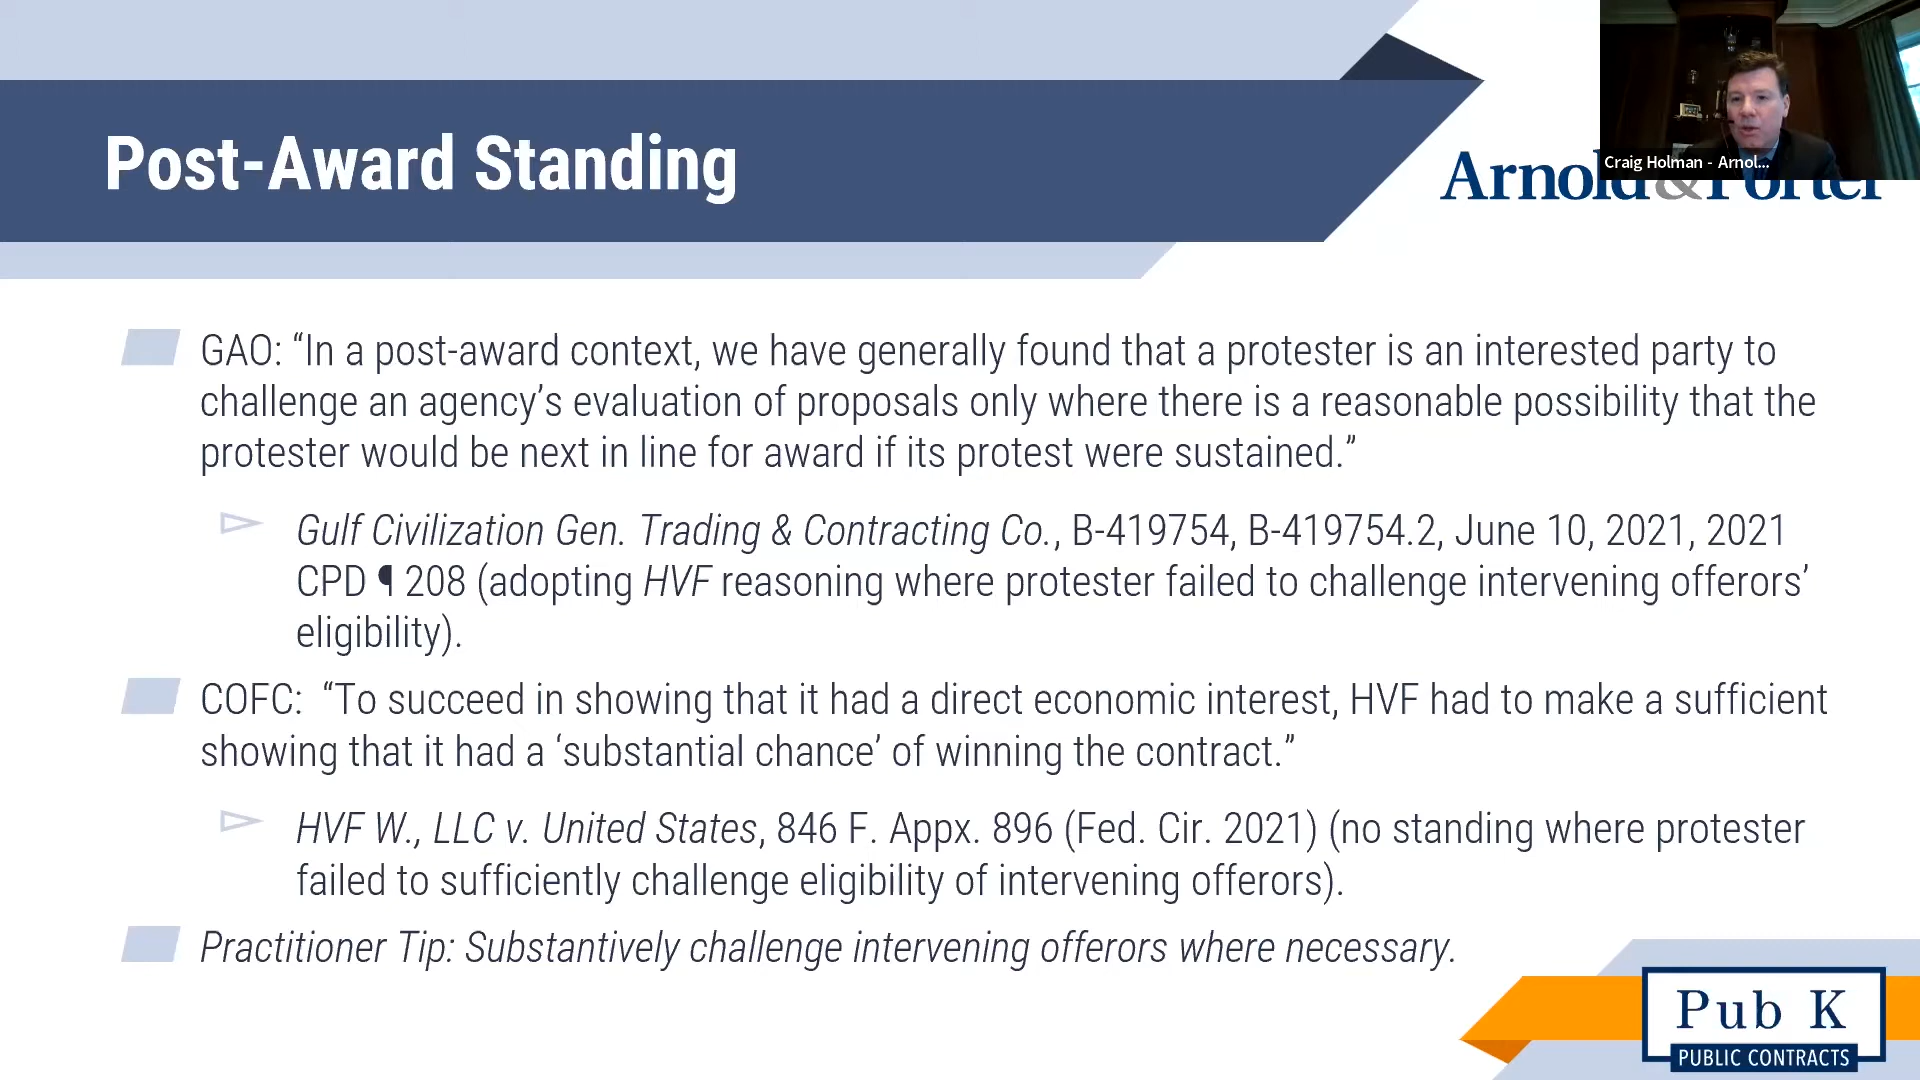 Craig Holman - Arnol...
Arnold&Porter
Post-Award Standing
GAO: “In a post-award context, we have generally found that a protester is an interested party to
challenge an agency’s evaluation of proposals only where there is a reasonable possibility that the
protester would be next in line for award if its protest were sustained.”
Gulf Civilization Gen. Trading & Contracting Co., B-419754, B-419754.2, June 10, 2021, 2021
CPD ¶ 208 (adopting HVF reasoning where protester failed to challenge intervening offerors’
eligibility).
COFC:  “To succeed in showing that it had a direct economic interest, HVF had to make a sufficient
showing that it had a ‘substantial chance’ of winning the contract.”
HVF W., LLC v. United States, 846 F. Appx. 896 (Fed. Cir. 2021) (no standing where protester
failed to sufficiently challenge eligibility of intervening offerors).
Practitioner Tip: Substantively challenge intervening offerors where necessary.
Pub K
PUBLIC CONTRACTS